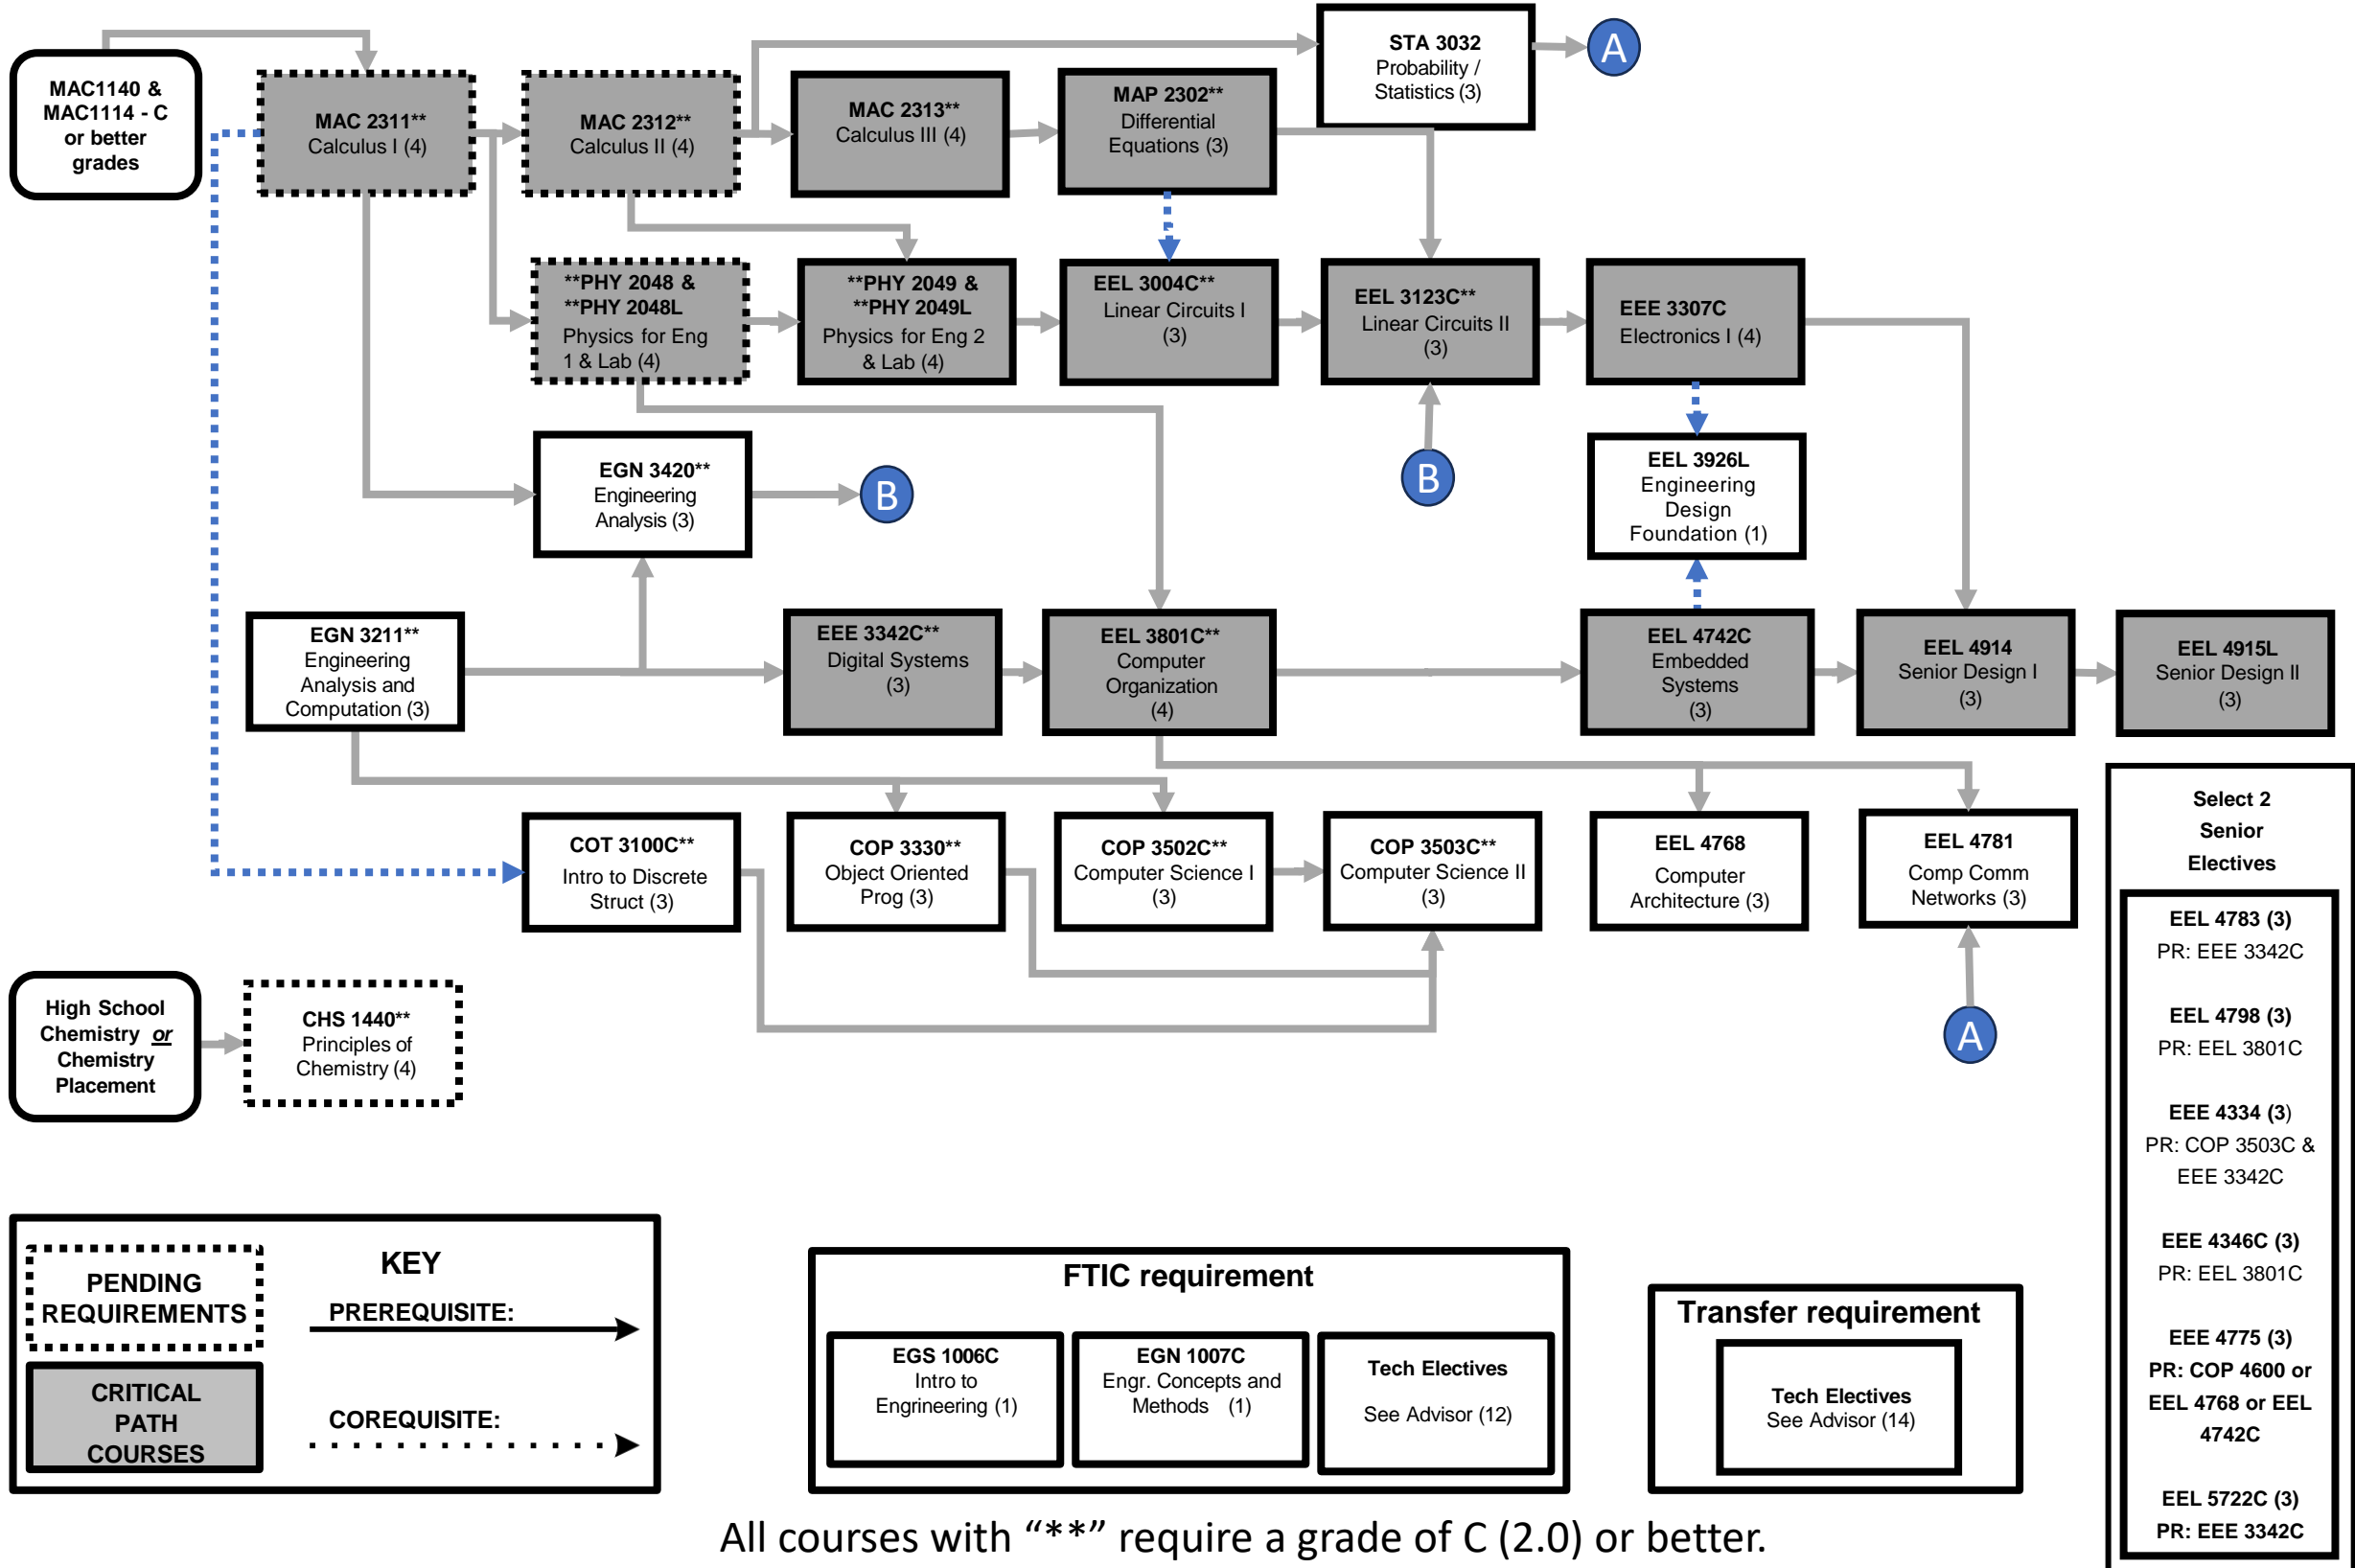 MAC1140 &
MAC1114 - C
or better
grades
MAC 2311**
Calculus I (4)
MAC 2312**
Calculus II (4)
MAC 2313**
Calculus III (4)
MAP 2302**
Differential
Equations (3)
STA 3032
Probability /
Statistics (3)
A
**PHY 2048 &
**PHY 2048L
Physics for Eng
1 & Lab (4)
**PHY 2049 &
**PHY 2049L
Physics for Eng 2
& Lab (4)
EEL 3004C**
Linear Circuits I
(3)
EEL 3123C**
Linear Circuits II
(3)
EEE 3307C
Electronics I (4)
EGN 3420**
Engineering
Analysis (3)
B
B
EEL 3926L
Engineering
Design
Foundation (1)
EGN 3211**
Engineering
Analysis and
Computation (3)
EEE 3342C**
Digital Systems
(3)
EEL 3801C**
Computer
Organization
(4)
EEL 4742C
Embedded
Systems
(3)
EEL 4914
Senior Design I
(3)
EEL 4915L
Senior Design II
(3)
COT 3100C**
Intro to Discrete
Struct (3)
COP 3330**
Object Oriented
Prog (3)
COP 3502C**
Computer Science I
(3)
COP 3503C**
Computer Science II
(3)
EEL 4768
Computer
Architecture (3)
EEL 4781
Comp Comm
Networks (3)
A
High School
Chemistry or
Chemistry
Placement
CHS 1440**
Principles of
Chemistry (4)
Select 2
Senior
Electives
EEL 4783 (3)
PR: EEE 3342C
EEL 4798 (3)
PR: EEL 3801C
EEE 4334 (3)
PR: COP 3503C &
EEE 3342C
EEE 4346C (3)
PR: EEL 3801C
EEE 4775 (3)
PR: COP 4600 or
EEL 4768 or EEL
4742C
EEL 5722C (3)
PR: EEE 3342C
KEY
PENDING
REQUIREMENTS
PREREQUISITE:
CRITICAL
PATH
COURSES
COREQUISITE:
FTIC requirement
EGS 1006C
Intro to
Engrineering (1)
EGN 1007C
Engr. Concepts and
Methods (1)
Tech Electives
See Advisor (12)
Transfer requirement
Tech Electives
See Advisor (14)
All courses with “**” require a grade of C (2.0) or better.